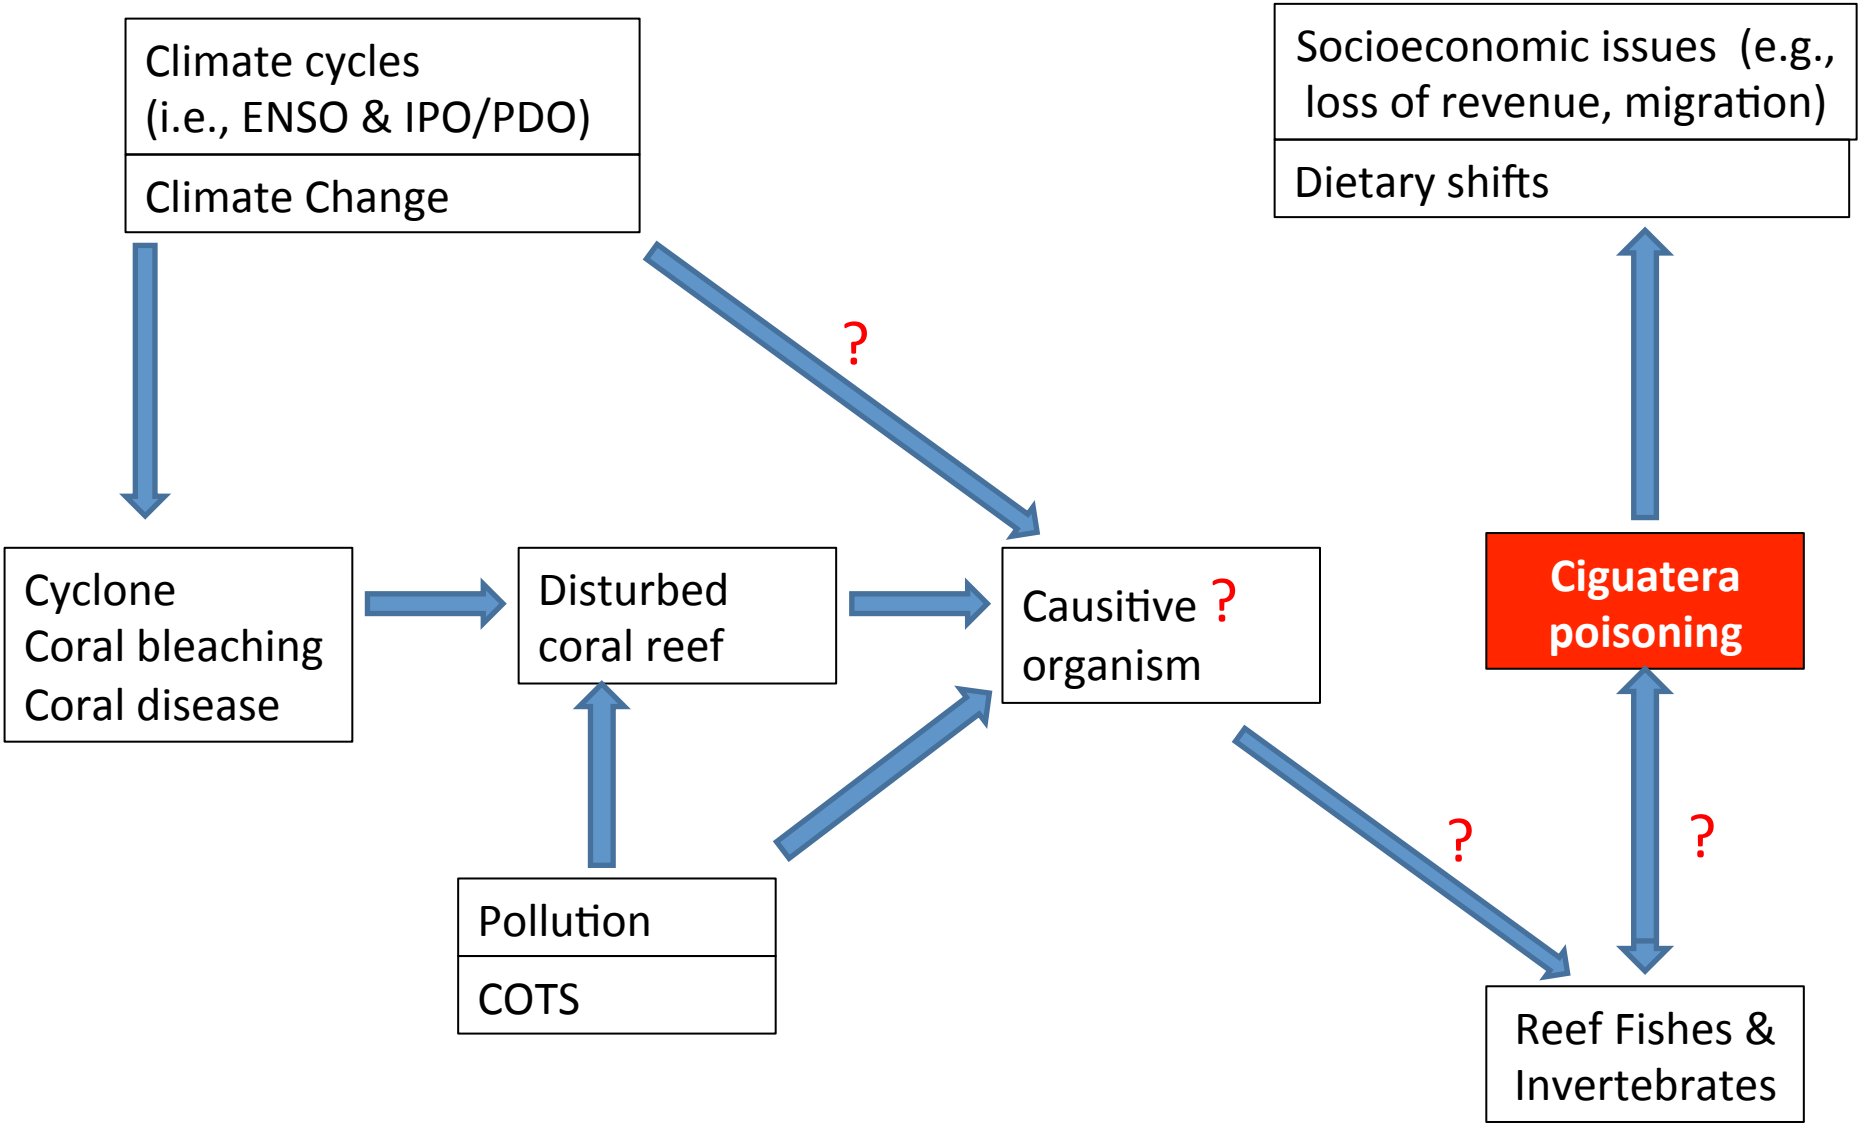 Climate cycles
(i.e., ENSO & IPO/PDO)
Climate Change
Socioeconomic issues (e.g.,
loss of revenue, migration)
Dietary shifts
?
Cyclone
Coral bleaching
Coral disease
Disturbed
coral reef
Causitive ?
organism
Ciguatera
poisoning
?
?
Pollution
COTS
Reef Fishes &
Invertebrates